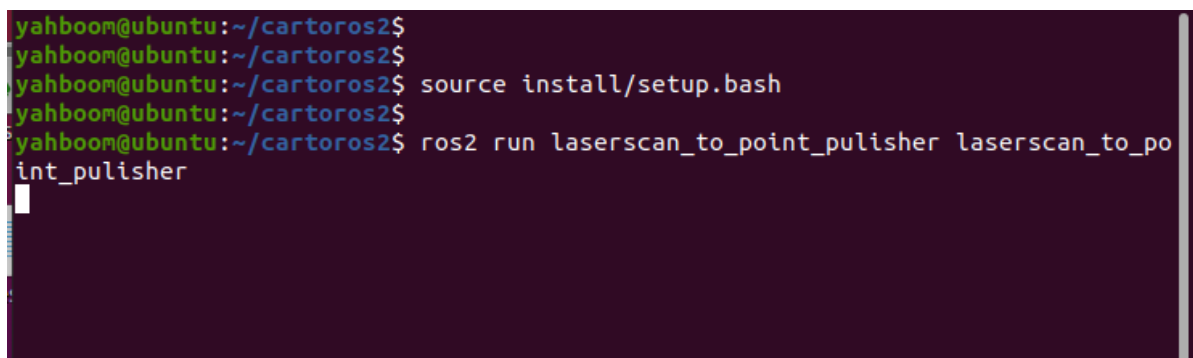 yahboom@ubuntu:~/cartoros2$
yahboom@ubuntu:~/cartoros2$
yahboom@ubuntu:~/cartoros2$ source install/setup.bash
yahboom@ubuntu:~/cartoros2$
yahboom@ubuntu:~/cartoros2$ ros2 run laserscan_to_point_pulisher laserscan_to_po
int_pulisher